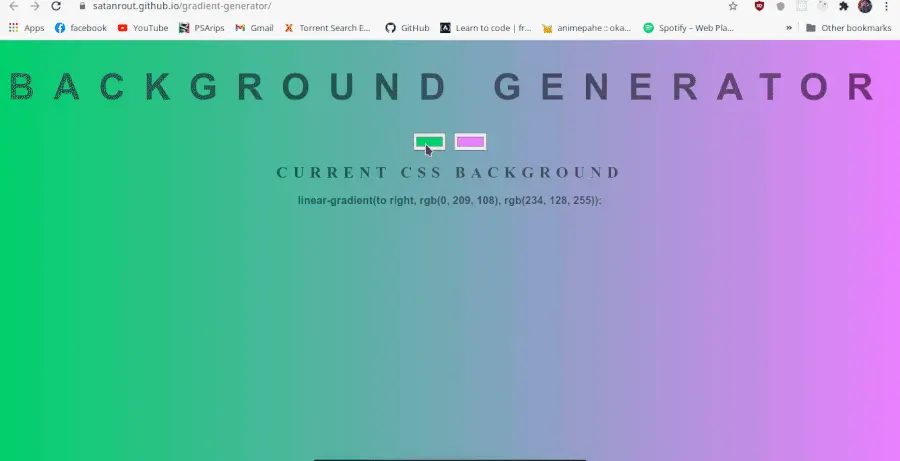 satanrout.github.io/gradient-generator/
Apps facebook YouTube PSArips Gmail Torrent Search E... GitHub Learn to code | fr... animepahe :: oka... Spotify – Web Pla... » Other bookmarks
BACKGROUND GENERATOR
CURRENT CSS BACKGROUND
linear-gradient(to right, rgb(0, 209, 108), rgb(234, 128, 255));